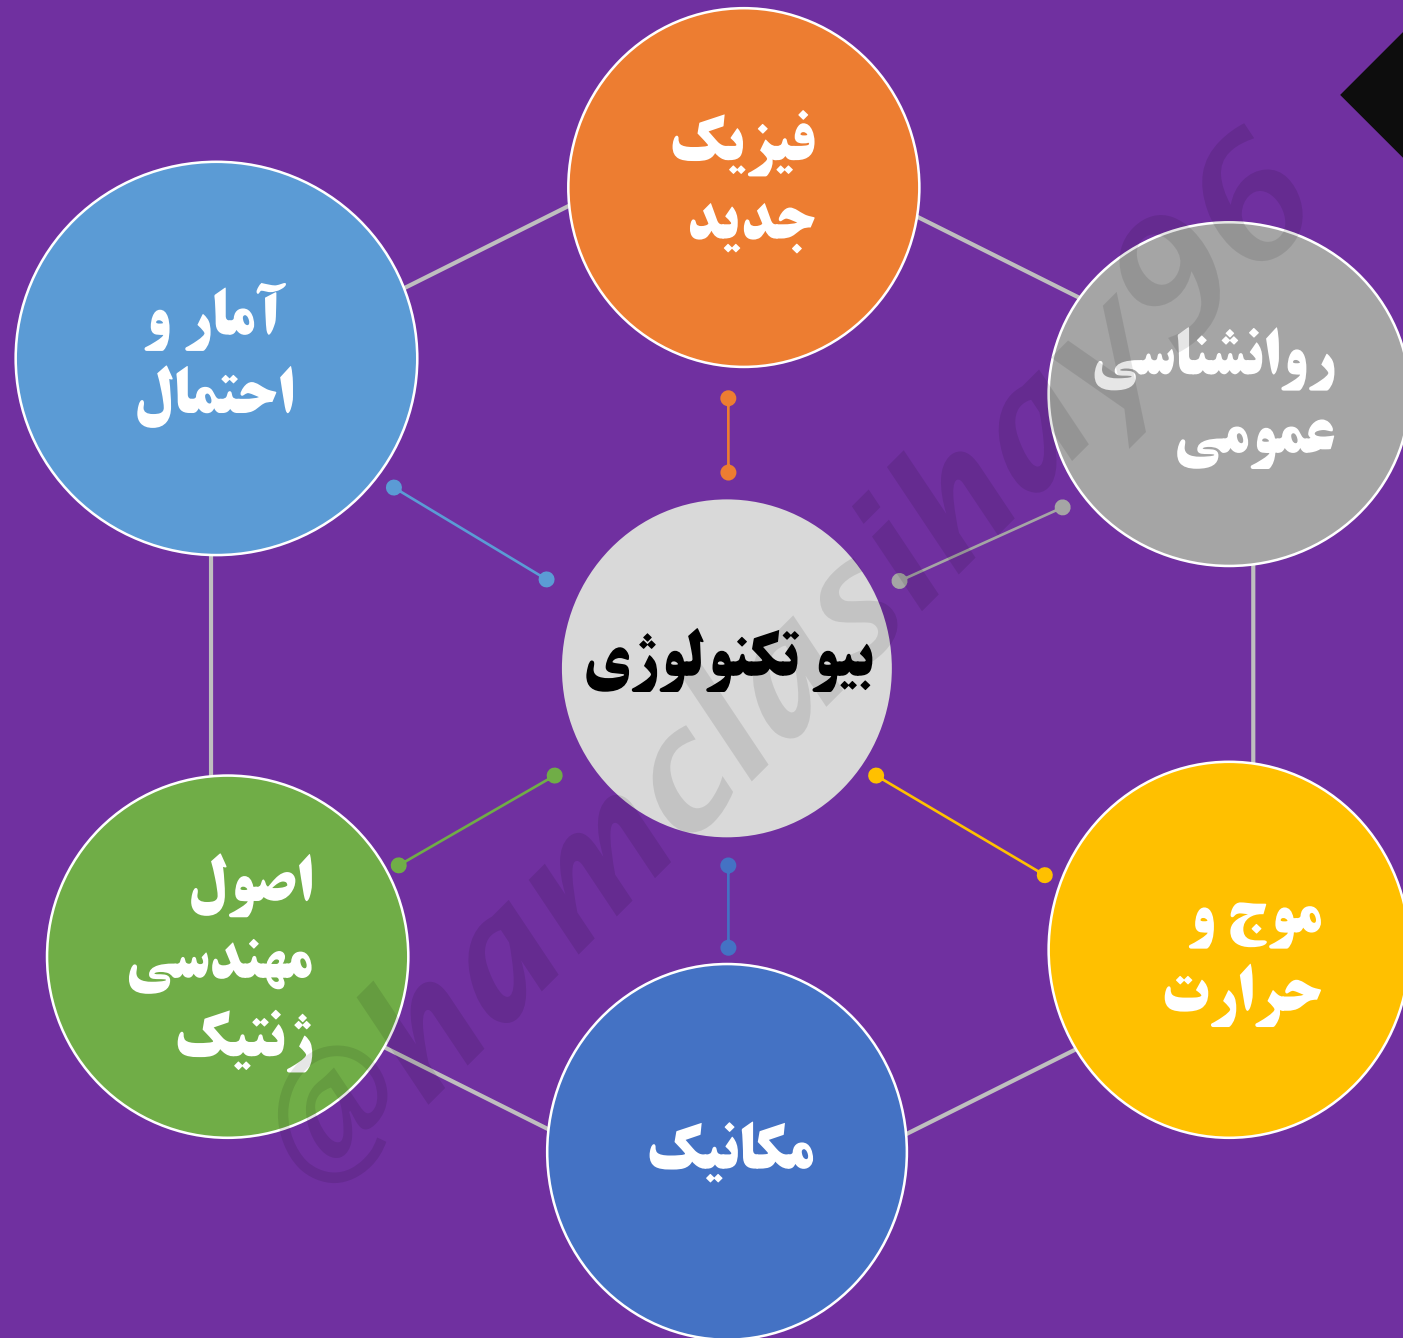 فیزیک
جدید
روانشناسی
عمومی
آمار و
احتمال
بیو تکنولوژی
موج و
حرارت
اصول
مهندسی
ژنتیک
مکانیک
@hamclasihay96